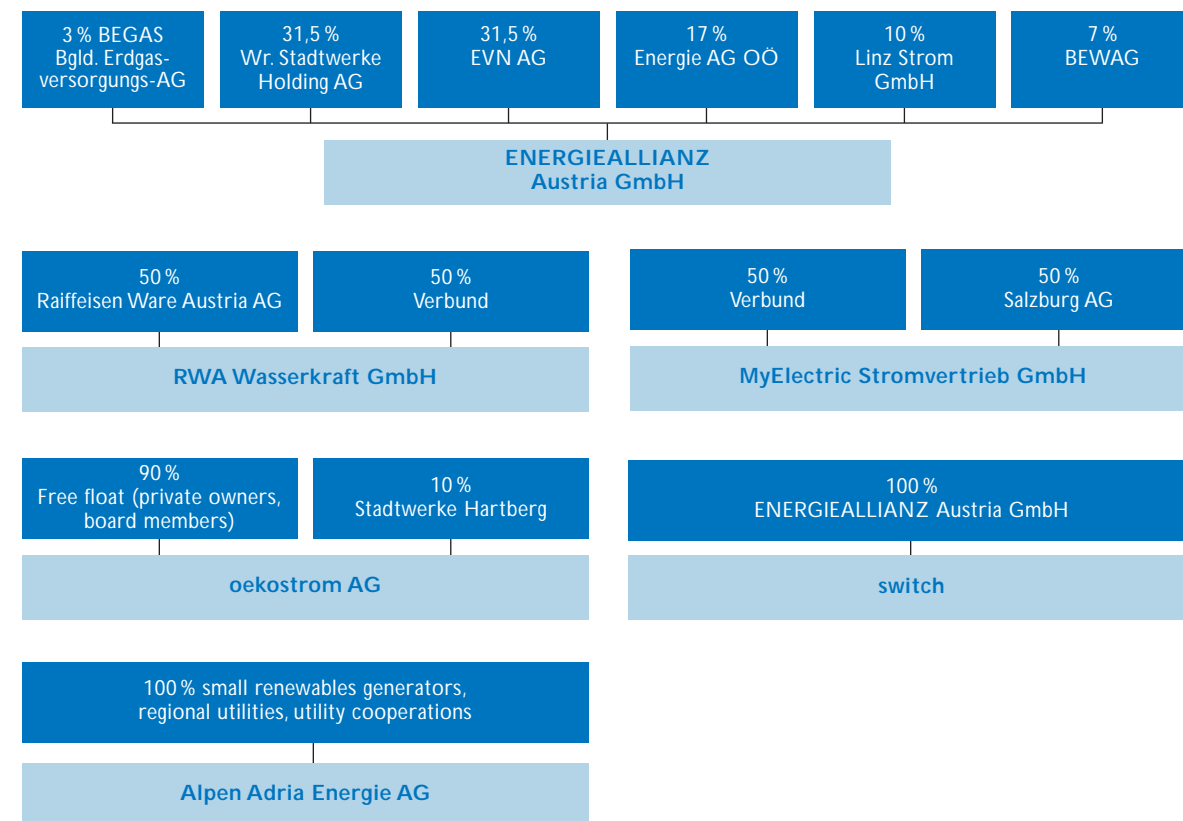 3 % BEGAS
Bgld. Erdgas-
versorgungs-AG
31,5 %
Wr. Stadtwerke
Holding AG
31,5 %
EVN AG
17 %
Energie AG OÖ
10 %
Linz Strom
GmbH
7 %
BEWAG
ENERGIEALLIANZ
Austria GmbH
50 %
Raiffeisen Ware Austria AG
50 %
Verbund
RWA Wasserkraft GmbH
50 %
Verbund
50 %
Salzburg AG
MyElectric Stromvertrieb GmbH
90 %
Free float (private owners,
board members)
10 %
Stadtwerke Hartberg
oekostrom AG
100 %
ENERGIEALLIANZ Austria GmbH
switch
100 % small renewables generators,
regional utilities, utility cooperations
Alpen Adria Energie AG